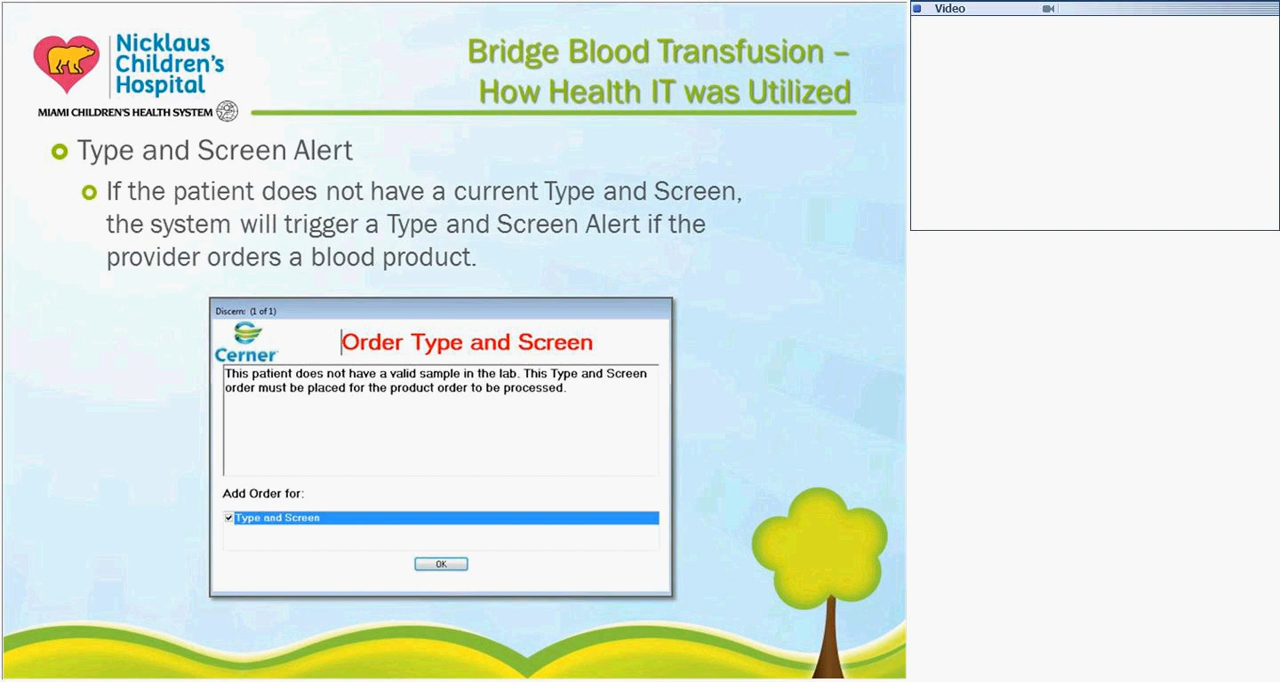 Video
Nicklaus
Children's
Hospital
MIAMI CHILDREN'S HEALTH SYSTEM
Bridge Blood Transfusion –
How Health IT was Utilized
Type and Screen Alert
If the patient does not have a current Type and Screen,
the system will trigger a Type and Screen Alert if the
provider orders a blood product.
Discern: (1 of 1)
Cerner
Order Type and Screen
This patient does not have a valid sample in the lab. This Type and Screen
order must be placed for the product order to be processed.
Add Order for:
Type and Screen
OK